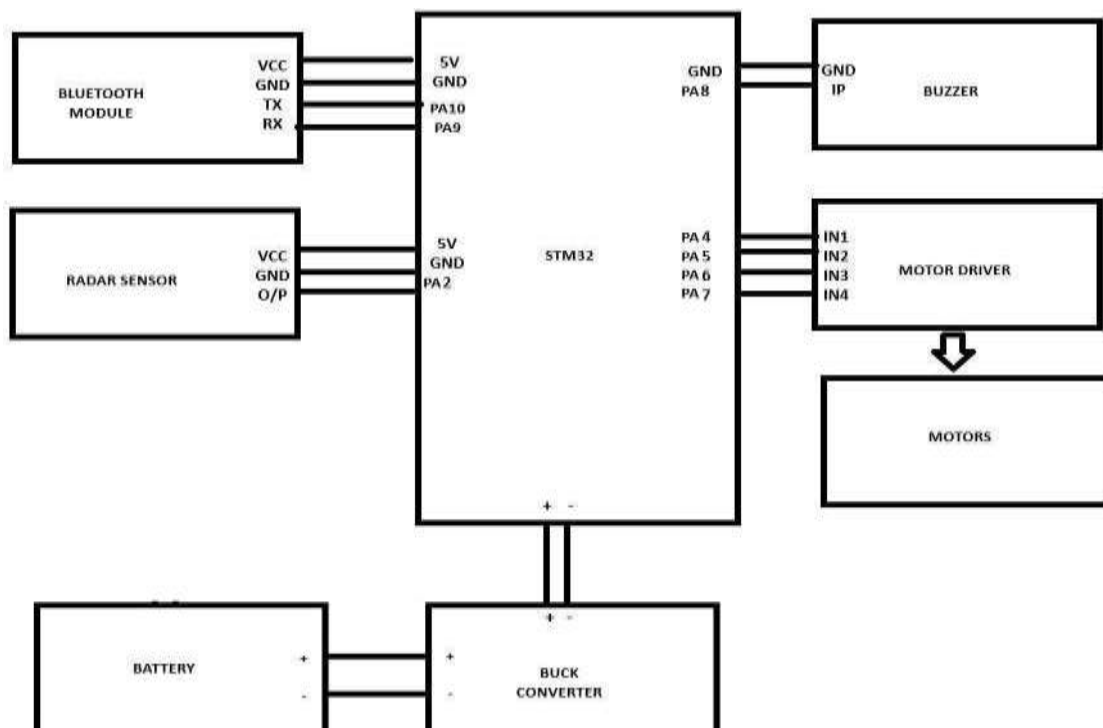 BLUETOOTH
MODULE
VCC
GND
TX
RX
5V
GND
PA10
PA9
RADAR SENSOR
VCC
GND
O/P
5V
GND
PA2
STM32
GND
PA8
GND
IP
BUZZER
PA4
PA5
PA6
PA7
IN1
IN2
IN3
IN4
MOTOR DRIVER
MOTORS
+ -
+ -
BATTERY
+
-
+
-
BUCK
CONVERTER